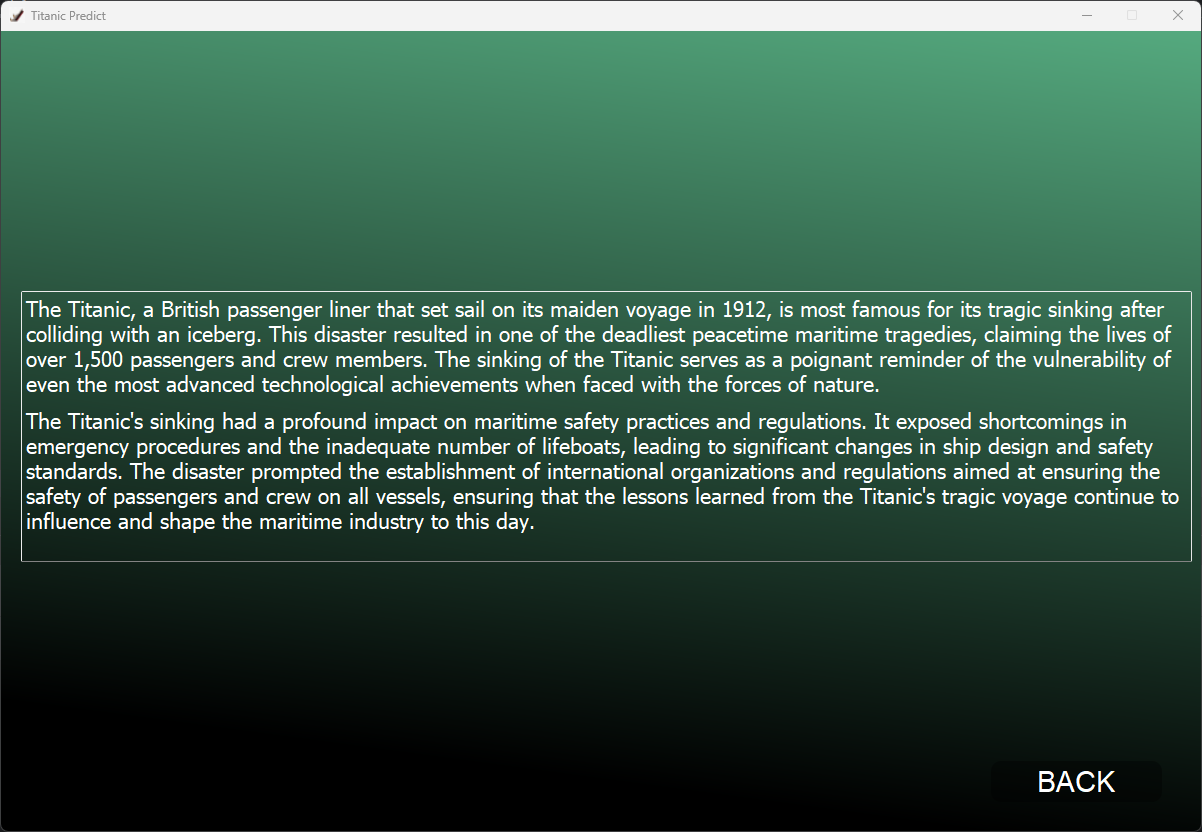 Titanic Predict
The Titanic, a British passenger liner that set sail on its maiden voyage in 1912, is most famous for its tragic sinking after
colliding with an iceberg. This disaster resulted in one of the deadliest peacetime maritime tragedies, claiming the lives of
over 1,500 passengers and crew members. The sinking of the Titanic serves as a poignant reminder of the vulnerability of
even the most advanced technological achievements when faced with the forces of nature.
The Titanic's sinking had a profound impact on maritime safety practices and regulations. It exposed shortcomings in
emergency procedures and the inadequate number of lifeboats, leading to significant changes in ship design and safety
standards. The disaster prompted the establishment of international organizations and regulations aimed at ensuring the
safety of passengers and crew on all vessels, ensuring that the lessons learned from the Titanic's tragic voyage continue to
influence and shape the maritime industry to this day.
BACK